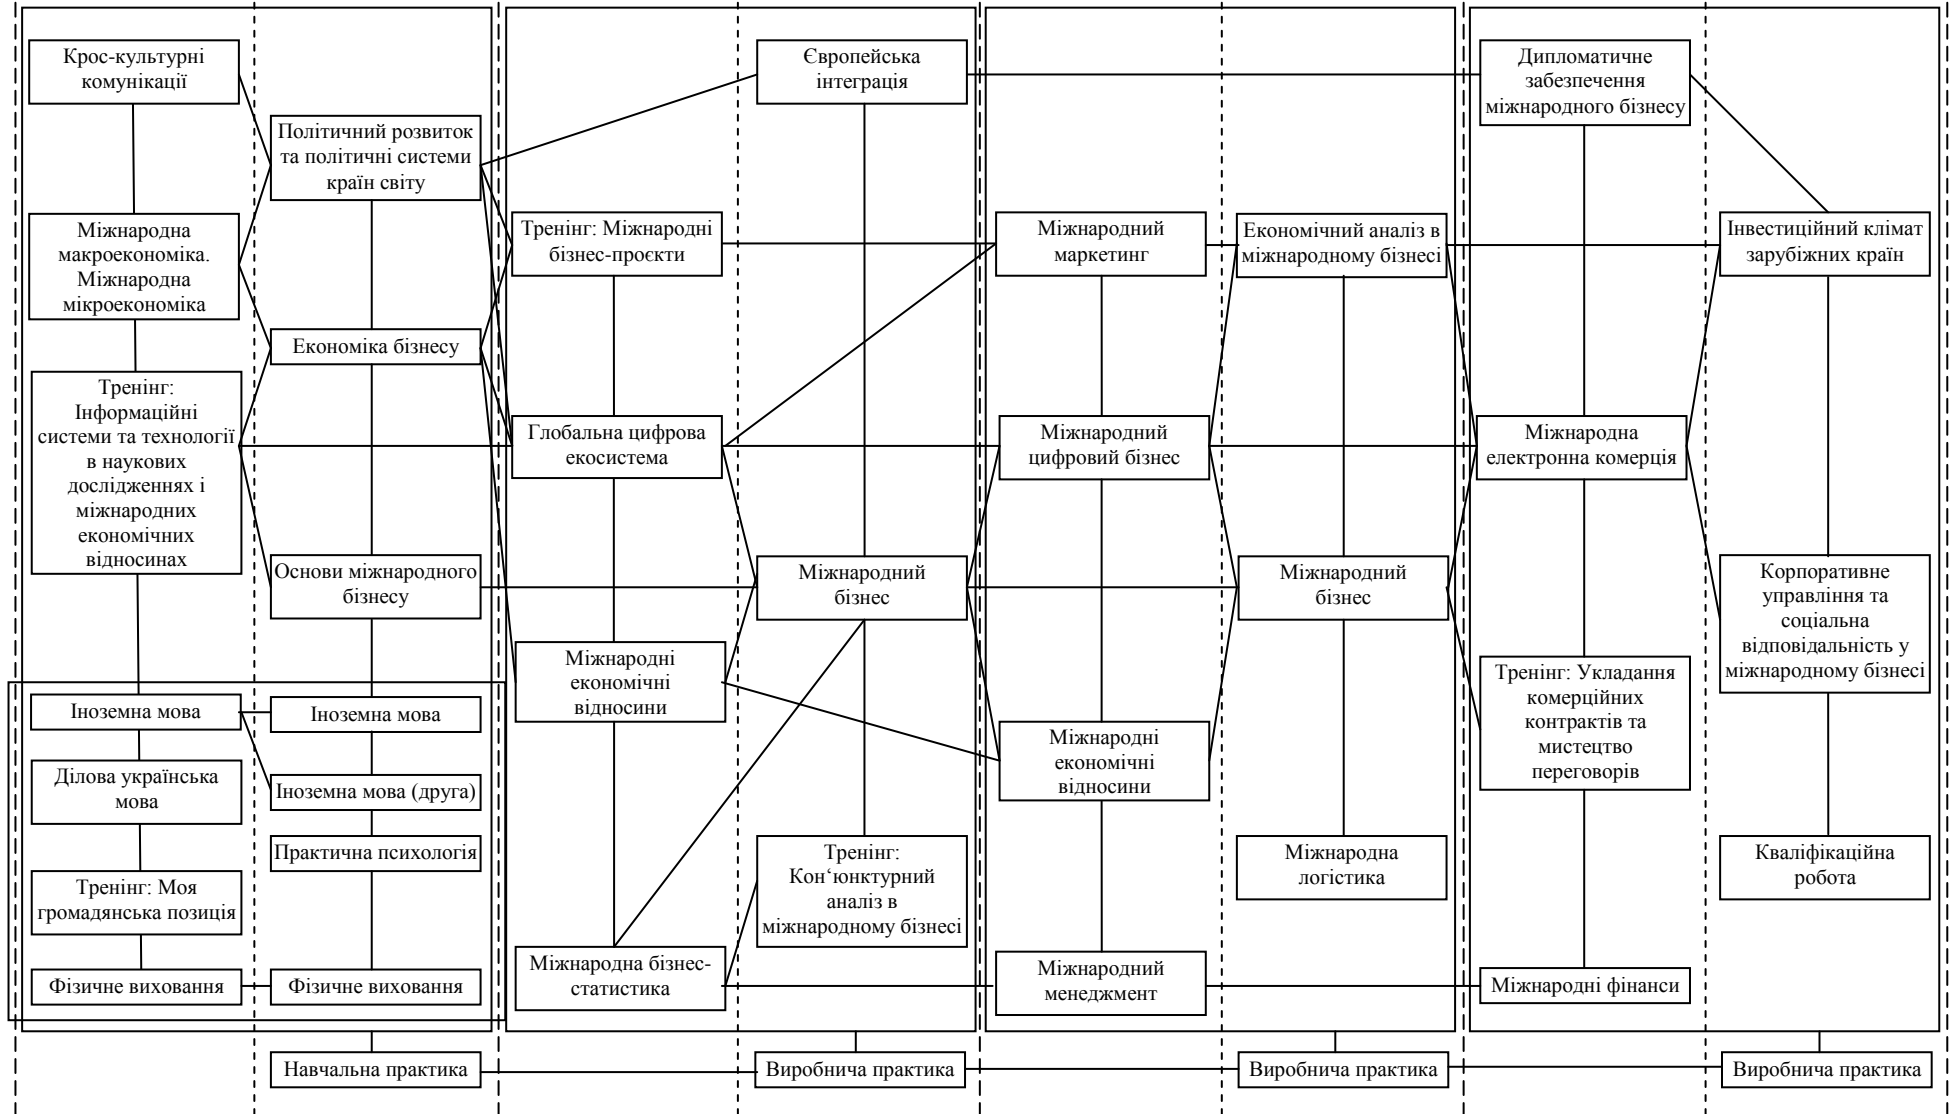 Крос-культурні
комунікації
Міжнародна
макроекономіка.
Міжнародна
мікроекономіка
Тренінг:
Інформаційні
системи та технології
в наукових
дослідженнях і
міжнародних
економічних
відносинах
Іноземна мова
Ділова українська
мова
Тренінг: Моя
громадянська позиція
Фізичне виховання
Політичний розвиток
та політичні системи
країн світу
Економіка бізнесу
Основи міжнародного
бізнесу
Іноземна мова
Іноземна мова (друга)
Практична психологія
Фізичне виховання
Навчальна практика
Тренінг: Міжнародні
бізнес-проєкти
Глобальна цифрова
екосистема
Міжнародні
економічні
відносини
Міжнародна бізнес-
статистика
Європейська
інтеграція
Міжнародний
бізнес
Тренінг:
Кон‘юнктурний
аналіз в
міжнародному бізнесі
Виробнича практика
Міжнародний
маркетинг
Міжнародний
цифровий бізнес
Міжнародні
економічні
відносини
Міжнародний
менеджмент
Економічний аналіз в
міжнародному бізнесі
Міжнародний
бізнес
Міжнародна
логістика
Виробнича практика
Дипломатичне
забезпечення
міжнародного бізнесу
Міжнародна
електронна комерція
Тренінг: Укладання
комерційних
контрактів та
мистецтво
переговорів
Міжнародні фінанси
Інвестиційний клімат
зарубіжних країн
Корпоративне
управління та
соціальна
відповідальність у
міжнародному бізнесі
Кваліфікаційна
робота
Виробнича практика